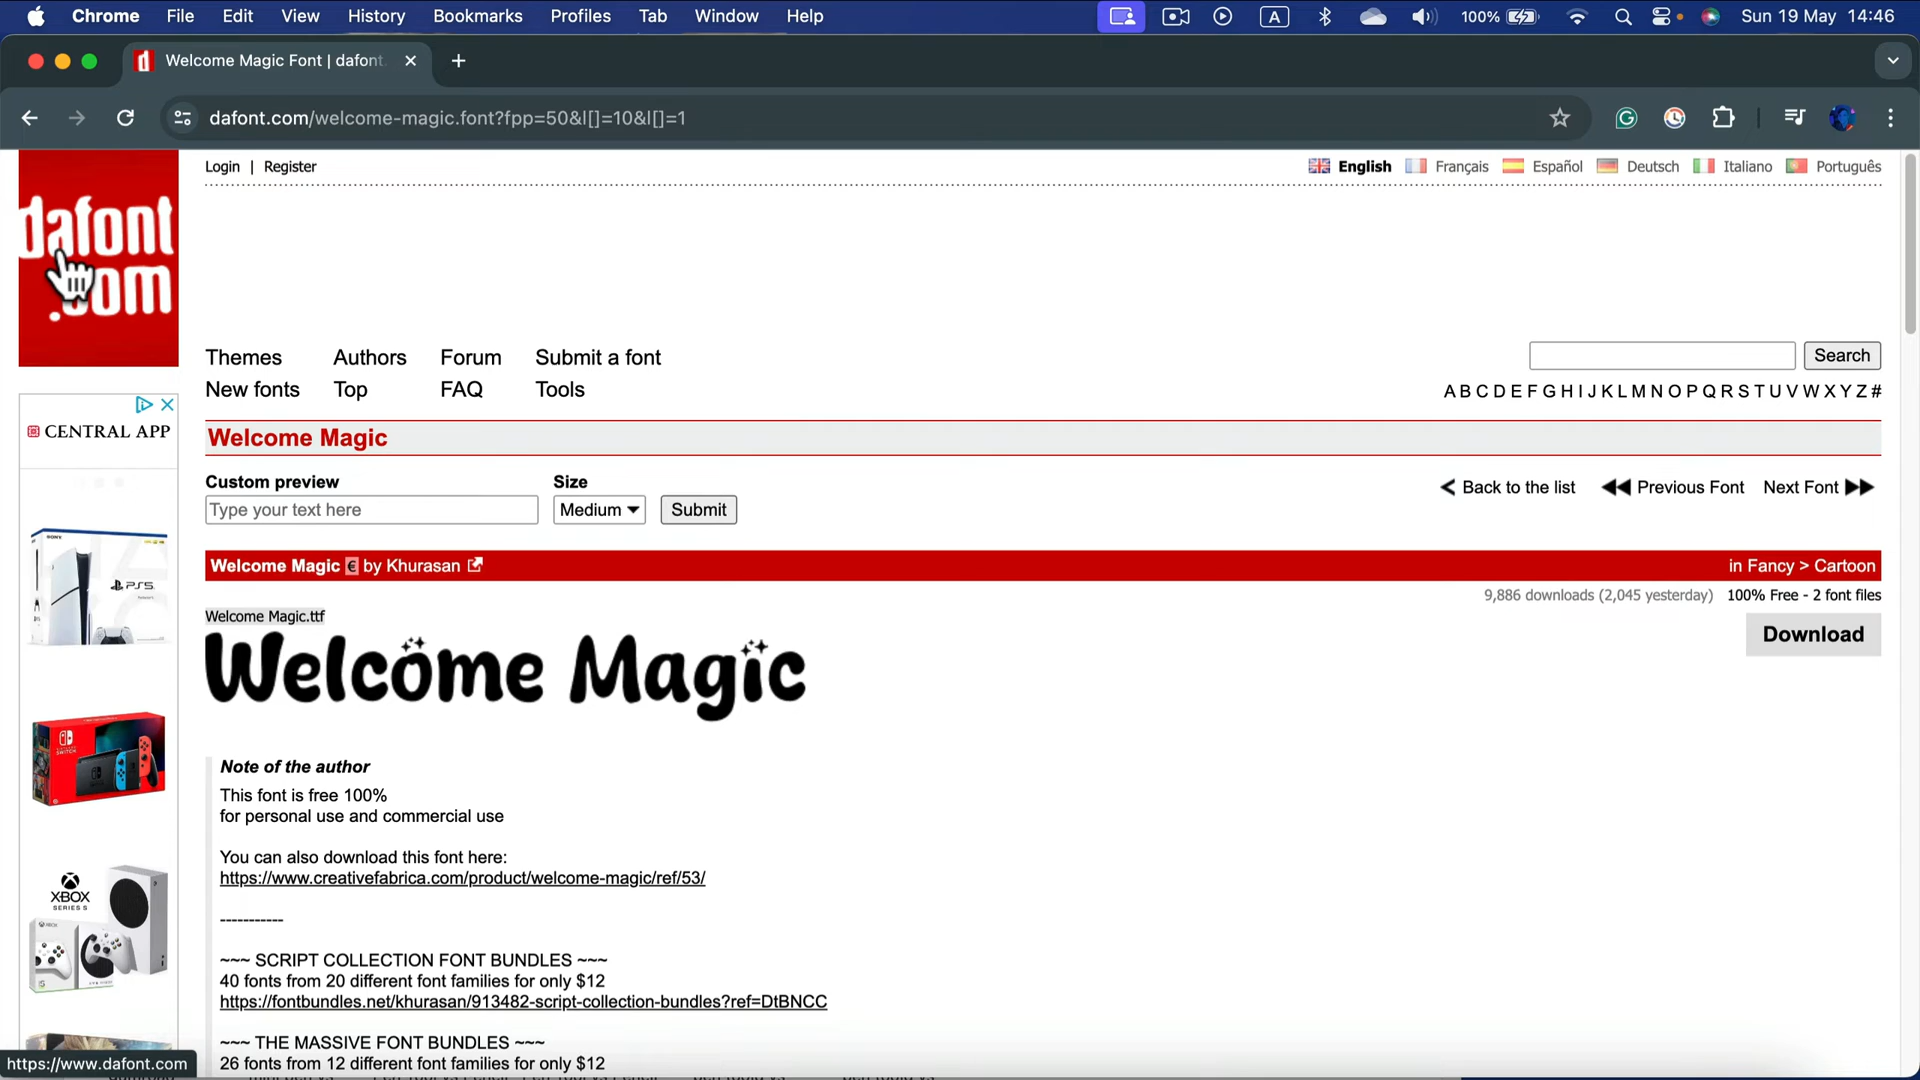 Chrome File Edit View History Bookmarks Profiles Tab Window Help A 100% Sun 19 May 14:46
Welcome Magic Font | dafont
dafont.com/welcome-magic.font?fpp=50&l[]=10&l[]=1
dafont
.com
Login | Register
English Français Español Deutsch Italiano Português
Themes Authors Forum Submit a font
New fonts Top FAQ Tools
Search
A B C D E F G H I J K L M N O P Q R S T U V W X Y Z #
CENTRAL APP
SONY
PS5
XBOX
SERIES S
Welcome Magic
Custom preview Size
Type your text here Medium Submit
Back to the list Previous Font Next Font
Welcome Magic € by Khurasan in Fancy > Cartoon
9,886 downloads (2,045 yesterday) 100% Free - 2 font files
Welcome Magic.ttf
Download
Welcome Magic
Note of the author
This font is free 100%
for personal use and commercial use
You can also download this font here:
https://www.creativefabrica.com/product/welcome-magic/ref/53/
-----------
~~~ SCRIPT COLLECTION FONT BUNDLES ~~~
40 fonts from 20 different font families for only $12
https://fontbundles.net/khurasan/913482-script-collection-bundles?ref=DtBNCC
~~~ THE MASSIVE FONT BUNDLES ~~~
26 fonts from 12 different font families for only $12
https://www.dafont.com